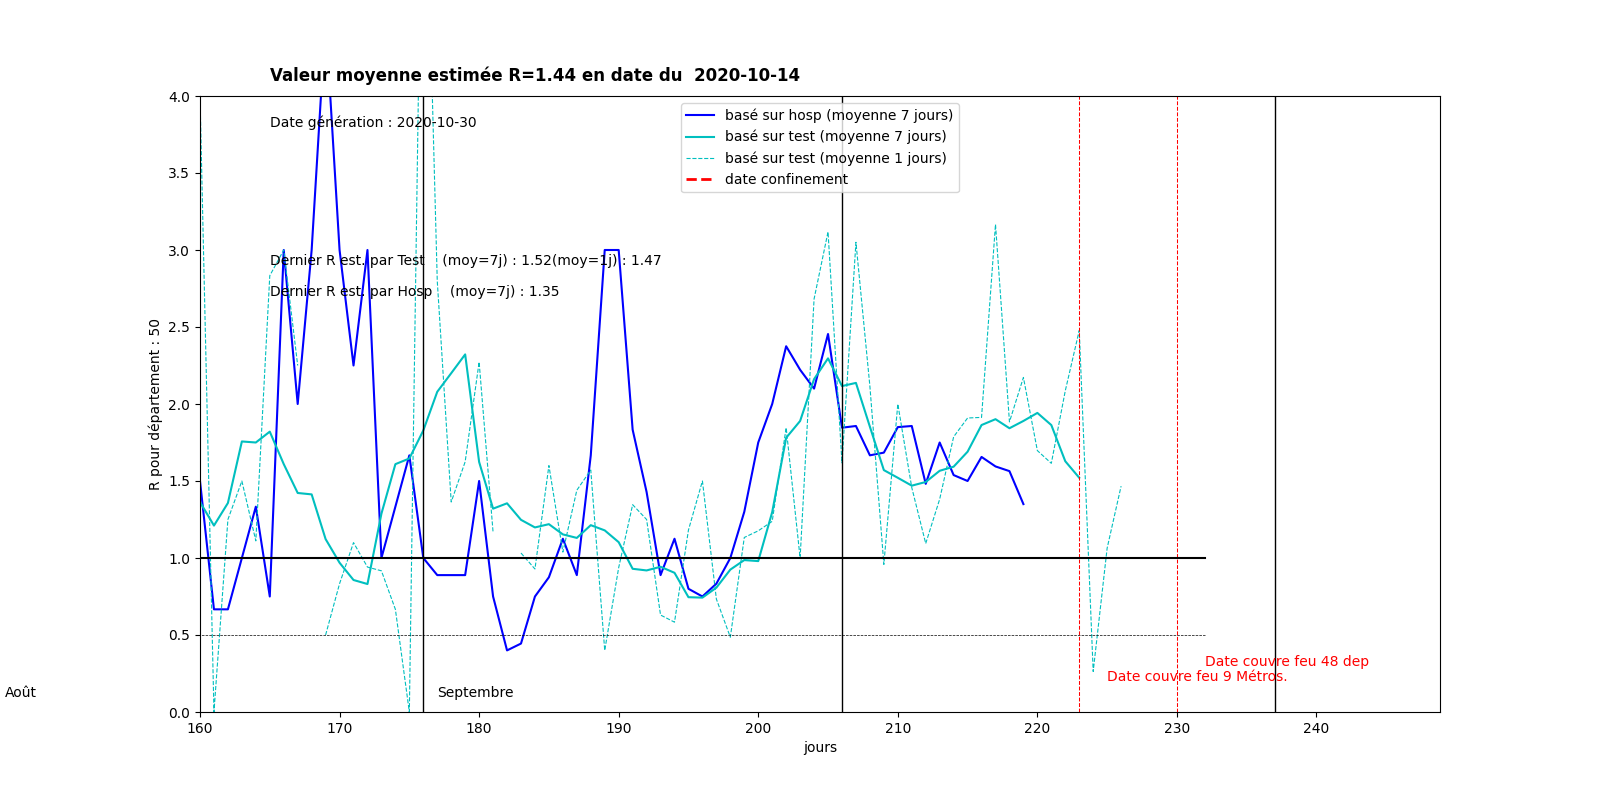 Valeur moyenne estimée R=1.44 en date du  2020-10-14
Date génération : 2020-10-30
basé sur hosp (moyenne 7 jours)
basé sur test (moyenne 7 jours)
basé sur test (moyenne 1 jours)
date confinement
Dernier R est. par Test    (moy=7j) : 1.52(moy=1j) : 1.47
Dernier R est. par Hosp    (moy=7j) : 1.35
R pour département : 50
4.0
3.5
3.0
2.5
2.0
1.5
1.0
0.5
0.0
Date couvre feu 48 dep
Date couvre feu 9 Métros.
Août
Septembre
160 170 180 190 200 210 220 230 240
jours